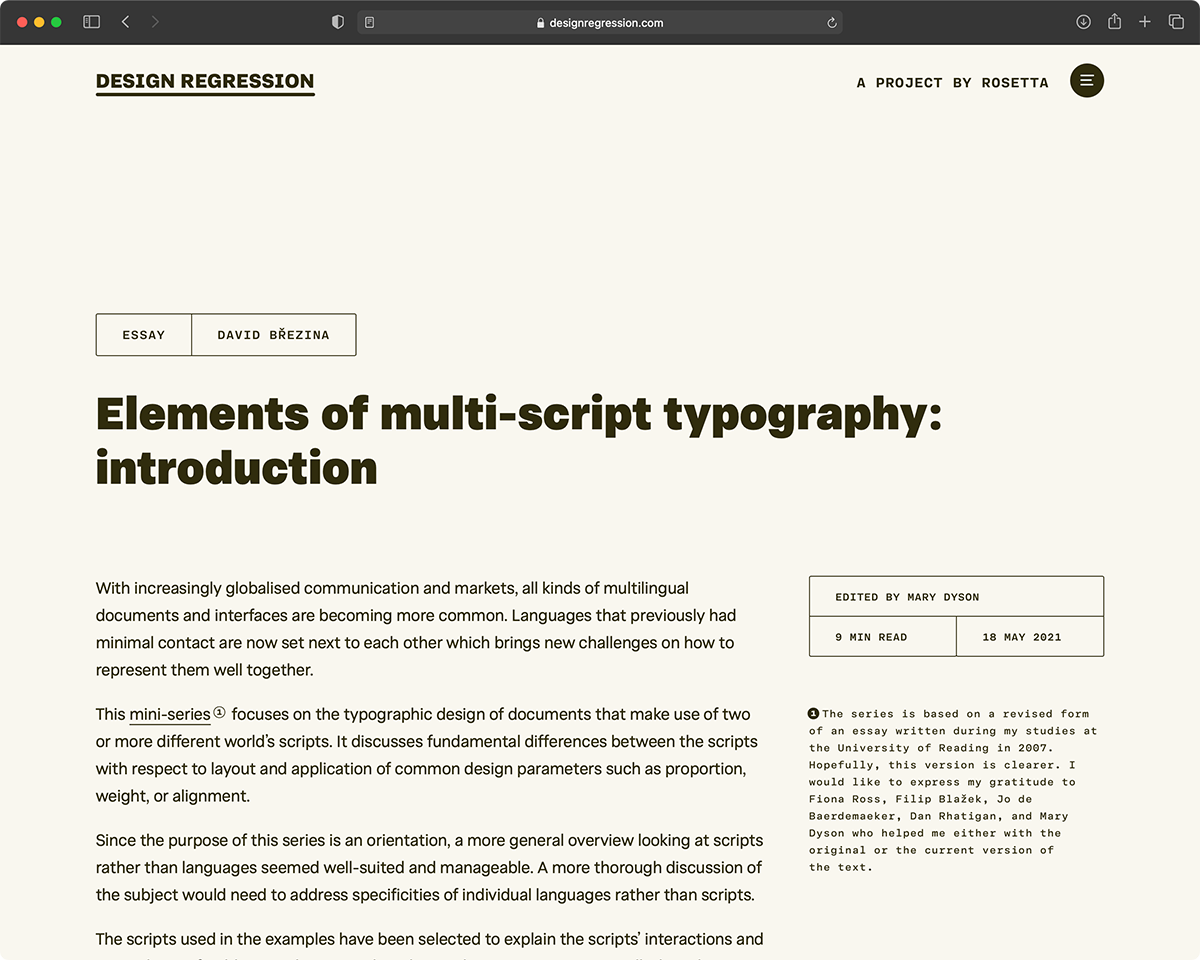 designregression.com
DESIGN REGRESSION
A PROJECT BY ROSETTA
ESSAY
DAVID BŘEZINA
Elements of multi-script typography:
introduction
With increasingly globalised communication and markets, all kinds of multilingual
documents and interfaces are becoming more common. Languages that previously had
minimal contact are now set next to each other which brings new challenges on how to
represent them well together.
This mini-series① focuses on the typographic design of documents that make use of two
or more different world’s scripts. It discusses fundamental differences between the scripts
with respect to layout and application of common design parameters such as proportion,
weight, or alignment.
Since the purpose of this series is an orientation, a more general overview looking at scripts
rather than languages seemed well-suited and manageable. A more thorough discussion of
the subject would need to address specificities of individual languages rather than scripts.
The scripts used in the examples have been selected to explain the scripts’ interactions and
EDITED BY MARY DYSON
9 MIN READ
18 MAY 2021
❶The series is based on a revised form
of an essay written during my studies at
the University of Reading in 2007.
Hopefully, this version is clearer. I
would like to express my gratitude to
Fiona Ross, Filip Blažek, Jo de
Baerdemaeker, Dan Rhatigan, and Mary
Dyson who helped me either with the
original or the current version of
the text.